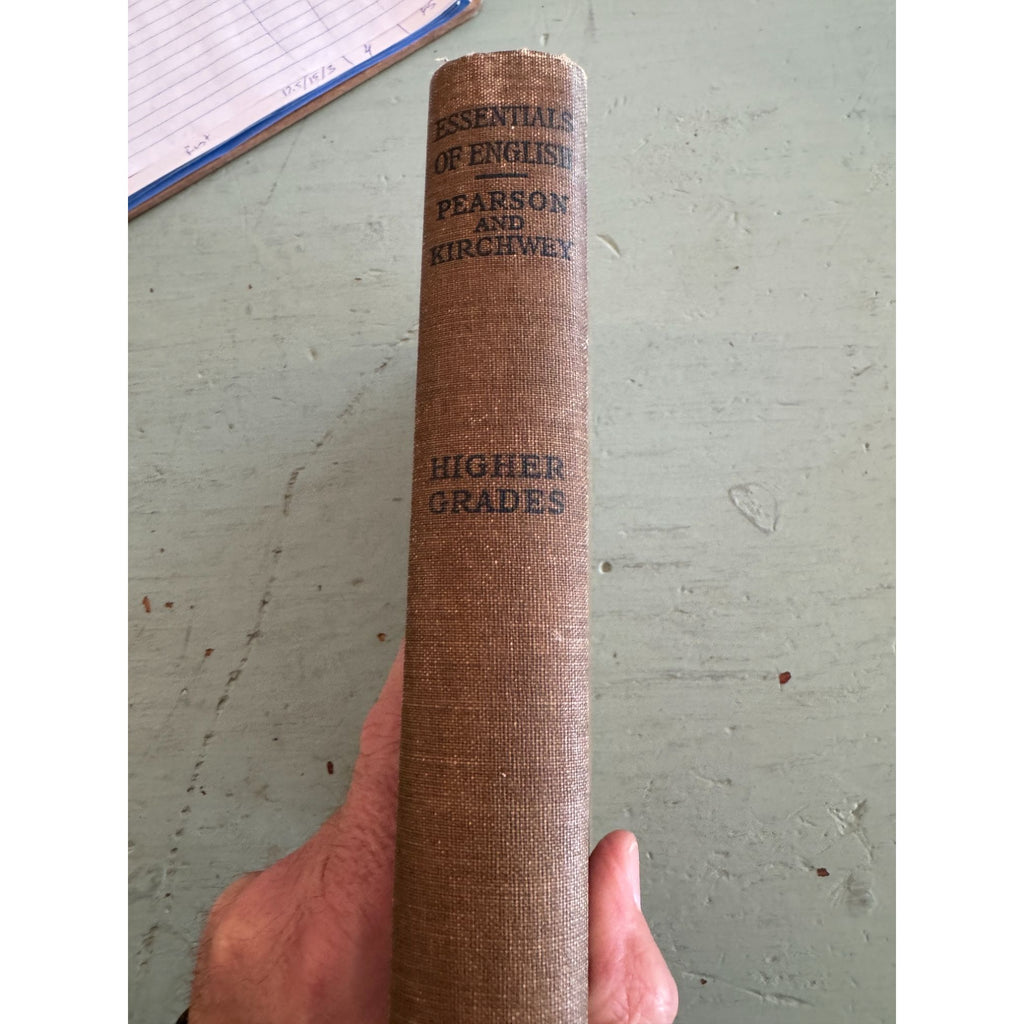 ESSENTIALS
OF ENGLISH
PEARSON
AND
KIRCHWEY
HIGHER
GRADES